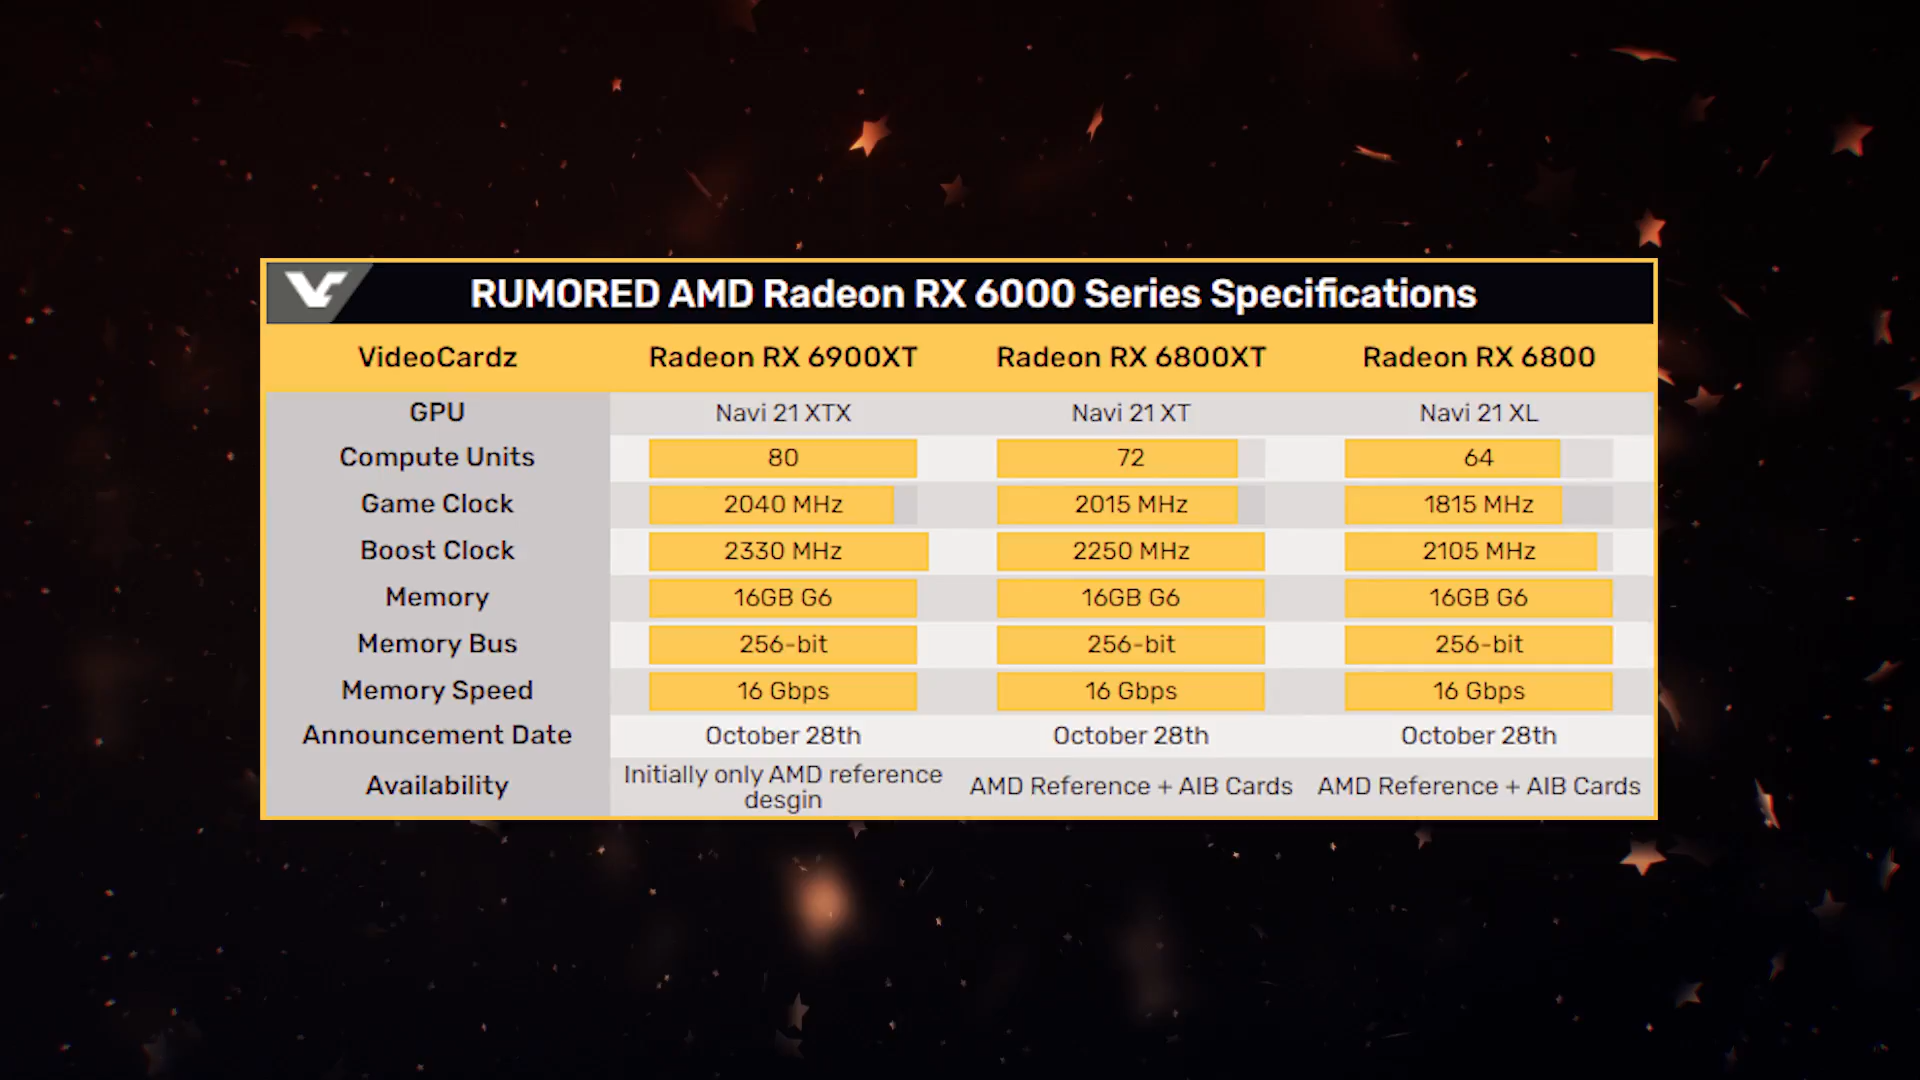 RUMORED AMD Radeon RX 6000 Series Specifications
VideoCardz Radeon RX 6900XT Radeon RX 6800XT Radeon RX 6800
GPU Navi 21 XTX Navi 21 XT Navi 21 XL
Compute Units 80 72 64
Game Clock 2040 MHz 2015 MHz 1815 MHz
Boost Clock 2330 MHz 2250 MHz 2105 MHz
Memory 16GB G6 16GB G6 16GB G6
Memory Bus 256-bit 256-bit 256-bit
Memory Speed 16 Gbps 16 Gbps 16 Gbps
Announcement Date October 28th October 28th October 28th
Availability Initially only AMD reference desgin AMD Reference + AIB Cards AMD Reference + AIB Cards